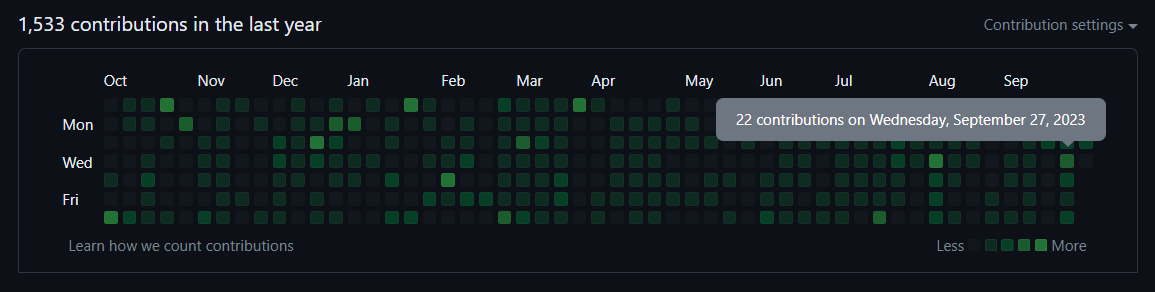 1,533 contributions in the last year
Contribution settings
Oct Nov Dec Jan Feb Mar Apr May Jun Jul Aug Sep
Mon
22 contributions on Wednesday, September 27, 2023
Wed
Fri
Learn how we count contributions
Less More